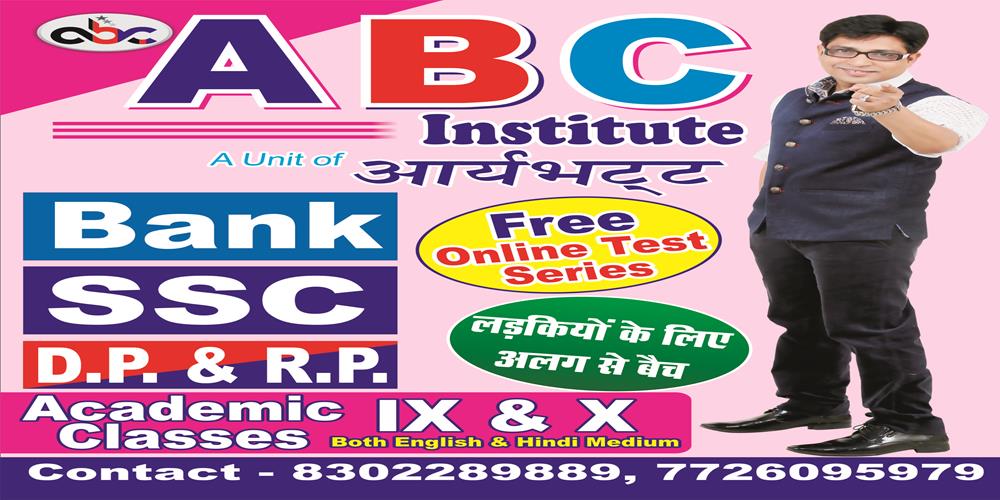 abc
ABC
Institute
A Unit of आर्यभट्ट
Bank
SSC
D.P. & R.P.
Free
Online Test
Series
लड़कियों के लिए
अलग से बैच
Academic
Classes
IX & X
Both English & Hindi Medium
Contact - 8302289889, 7726095979